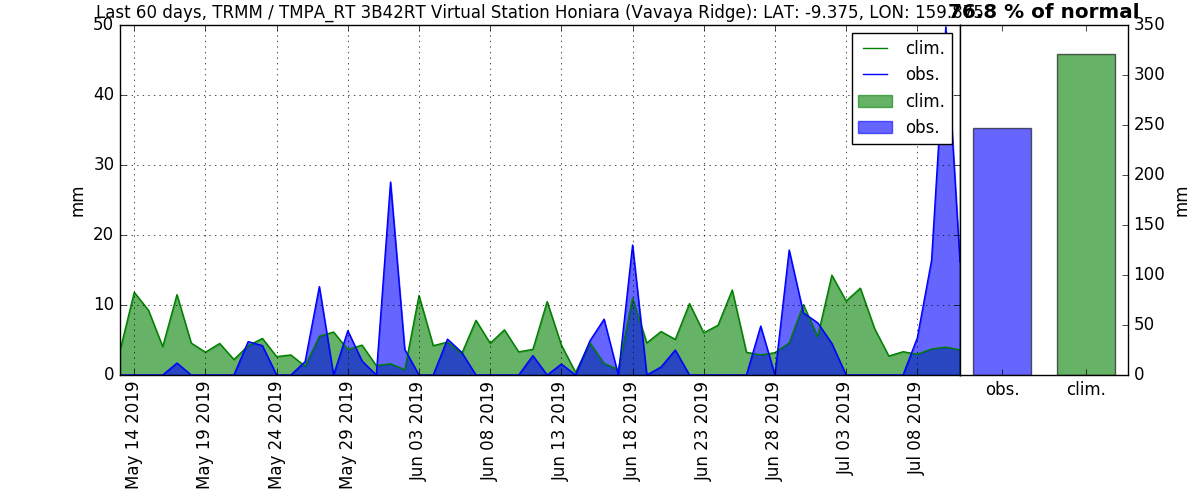 Last 60 days, TRMM / TMPA_RT 3B42RT Virtual Station Honiara (Vavaya Ridge): LAT: -9.375, LON:
76.8 % of normal
50
40
30
20
10
0
mm
clim.
obs.
clim.
obs.
350
300
250
200
150
100
50
0
mm
obs.
clim.
May 14 2019
May 19 2019
May 24 2019
May 29 2019
Jun 03 2019
Jun 08 2019
Jun 13 2019
Jun 18 2019
Jun 23 2019
Jun 28 2019
Jul 03 2019
Jul 08 2019